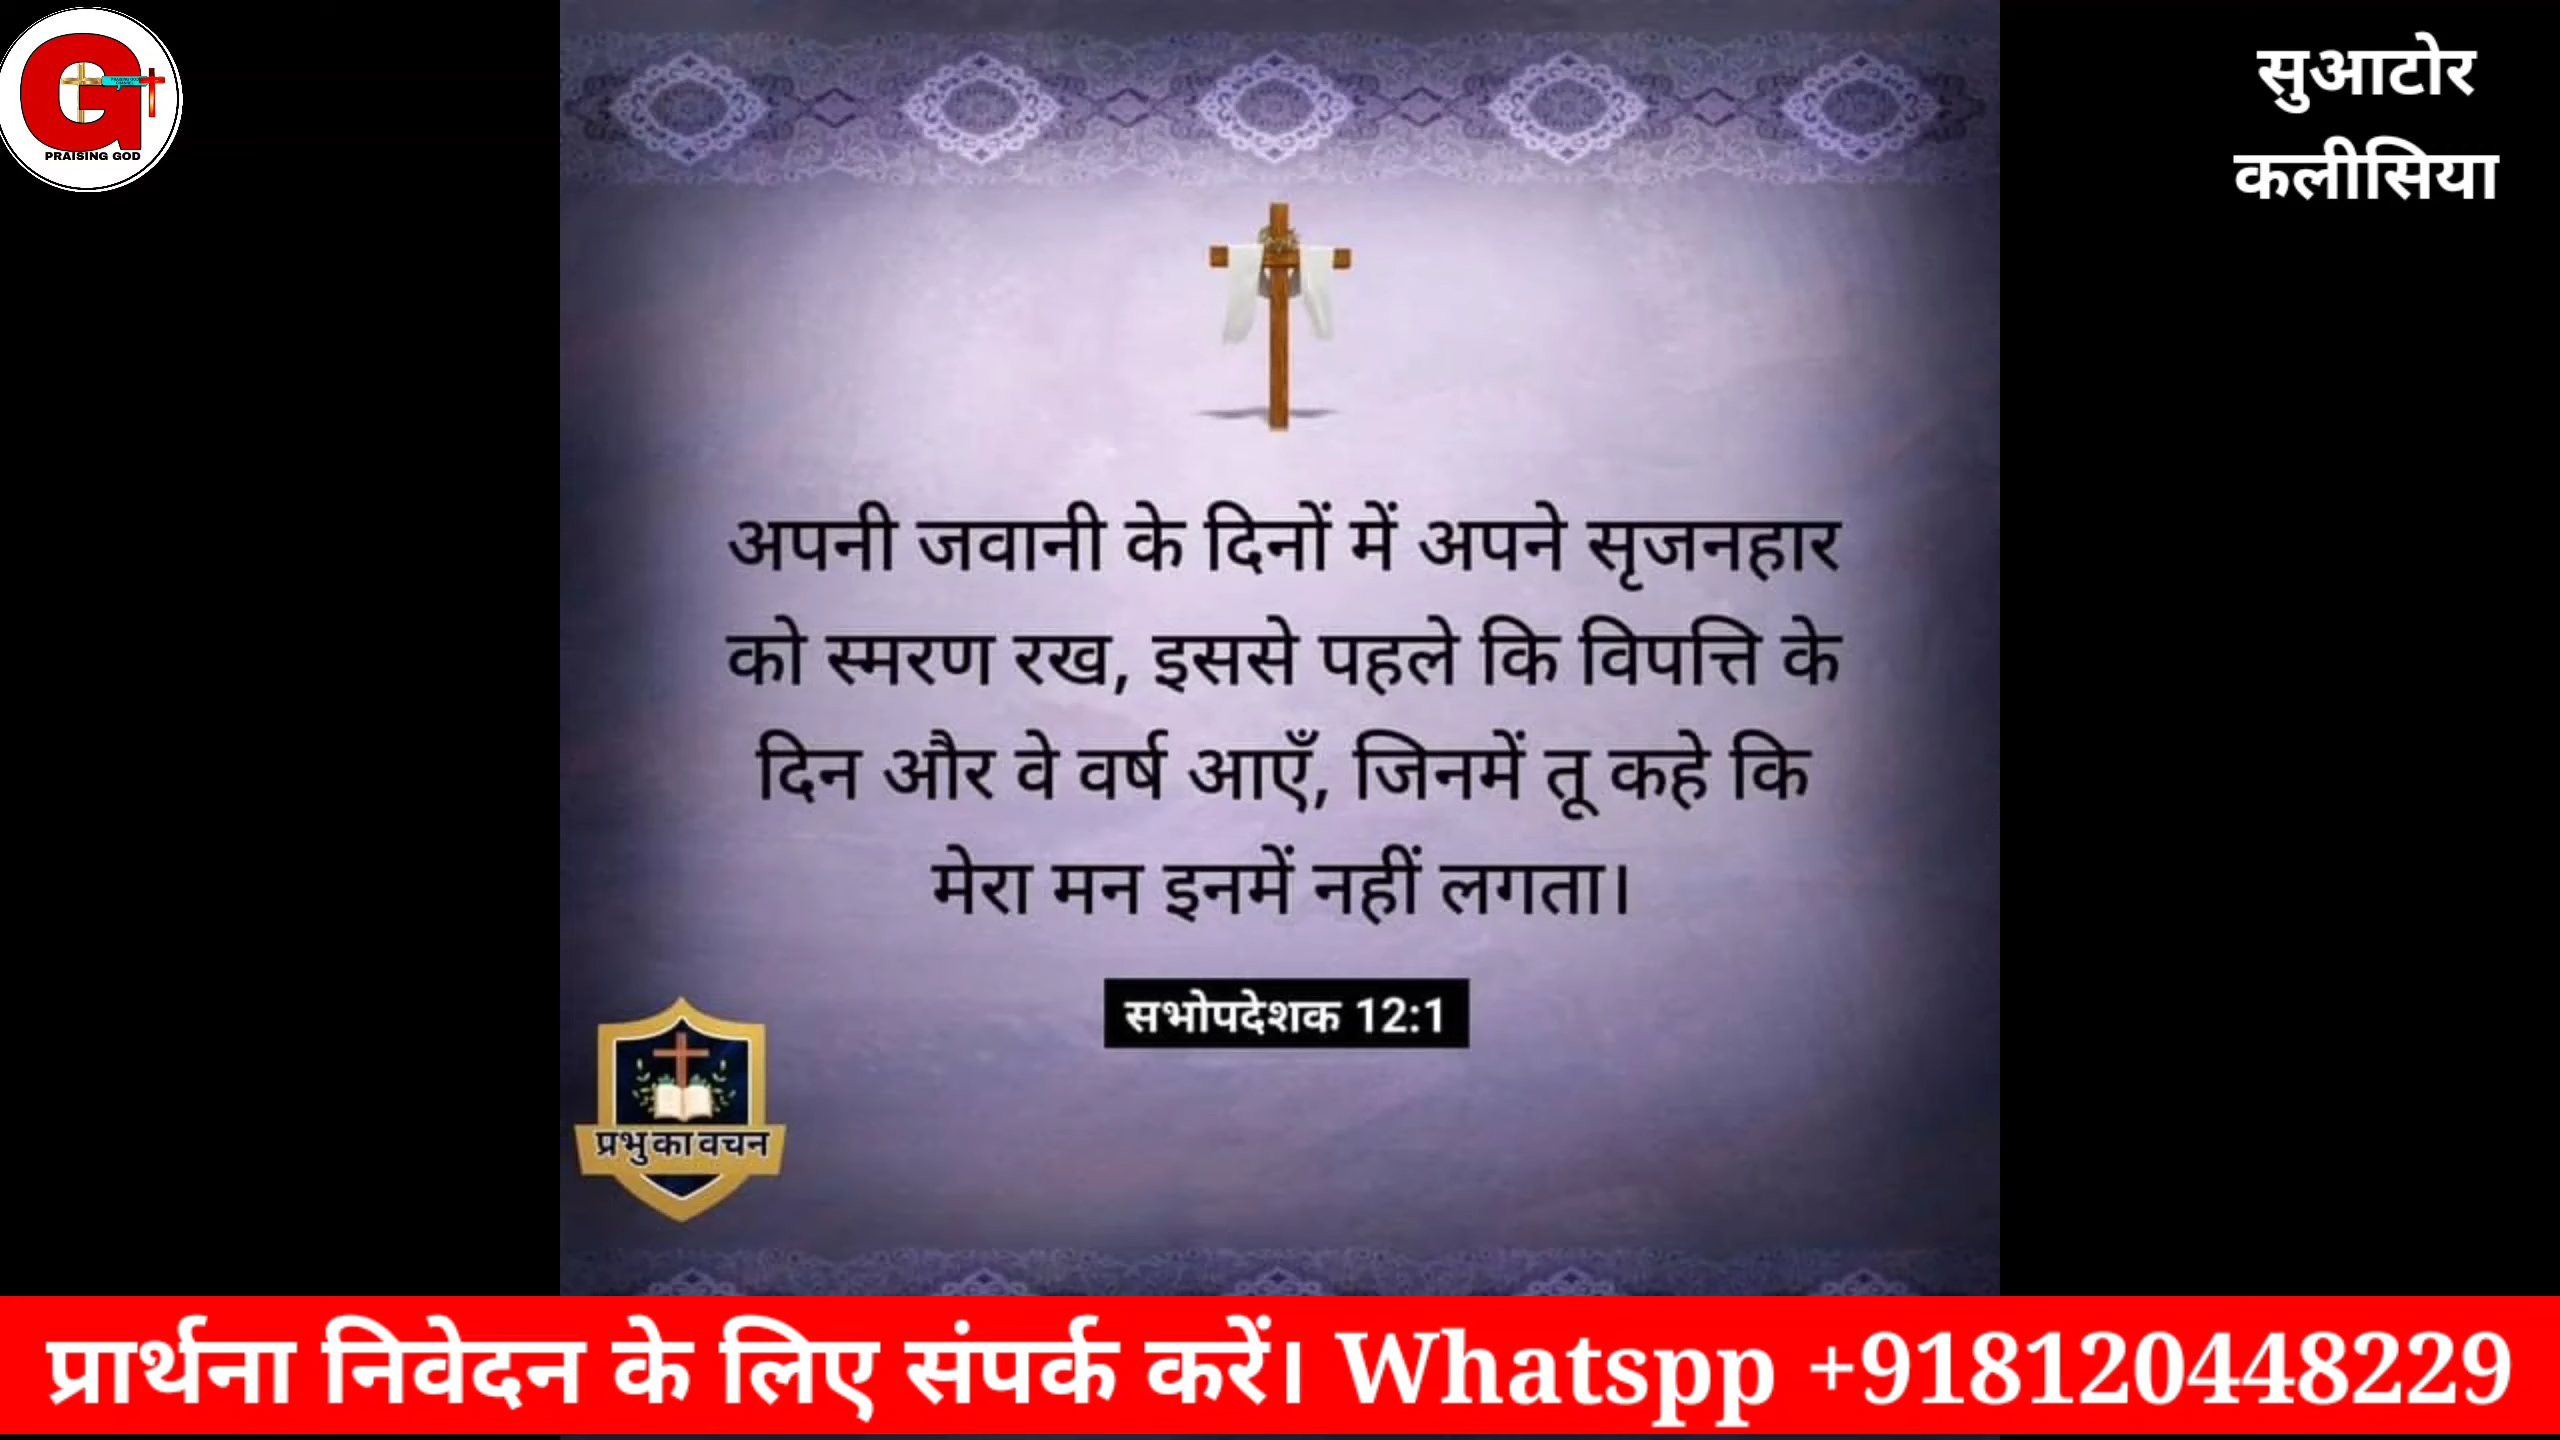 PRAISING GOD
सुआटोर
कलीसिया
अपनी जवानी के दिनों में अपने सृजनहार
को स्मरण रख, इससे पहले कि विपत्ति के
दिन और वे वर्ष आएँ, जिनमें तू कहे कि
मेरा मन इनमें नहीं लगता।
सभोपदेशक 12:1
प्रभु का वचन
प्रार्थना निवेदन के लिए संपर्क करें। Whatspp +918120448229